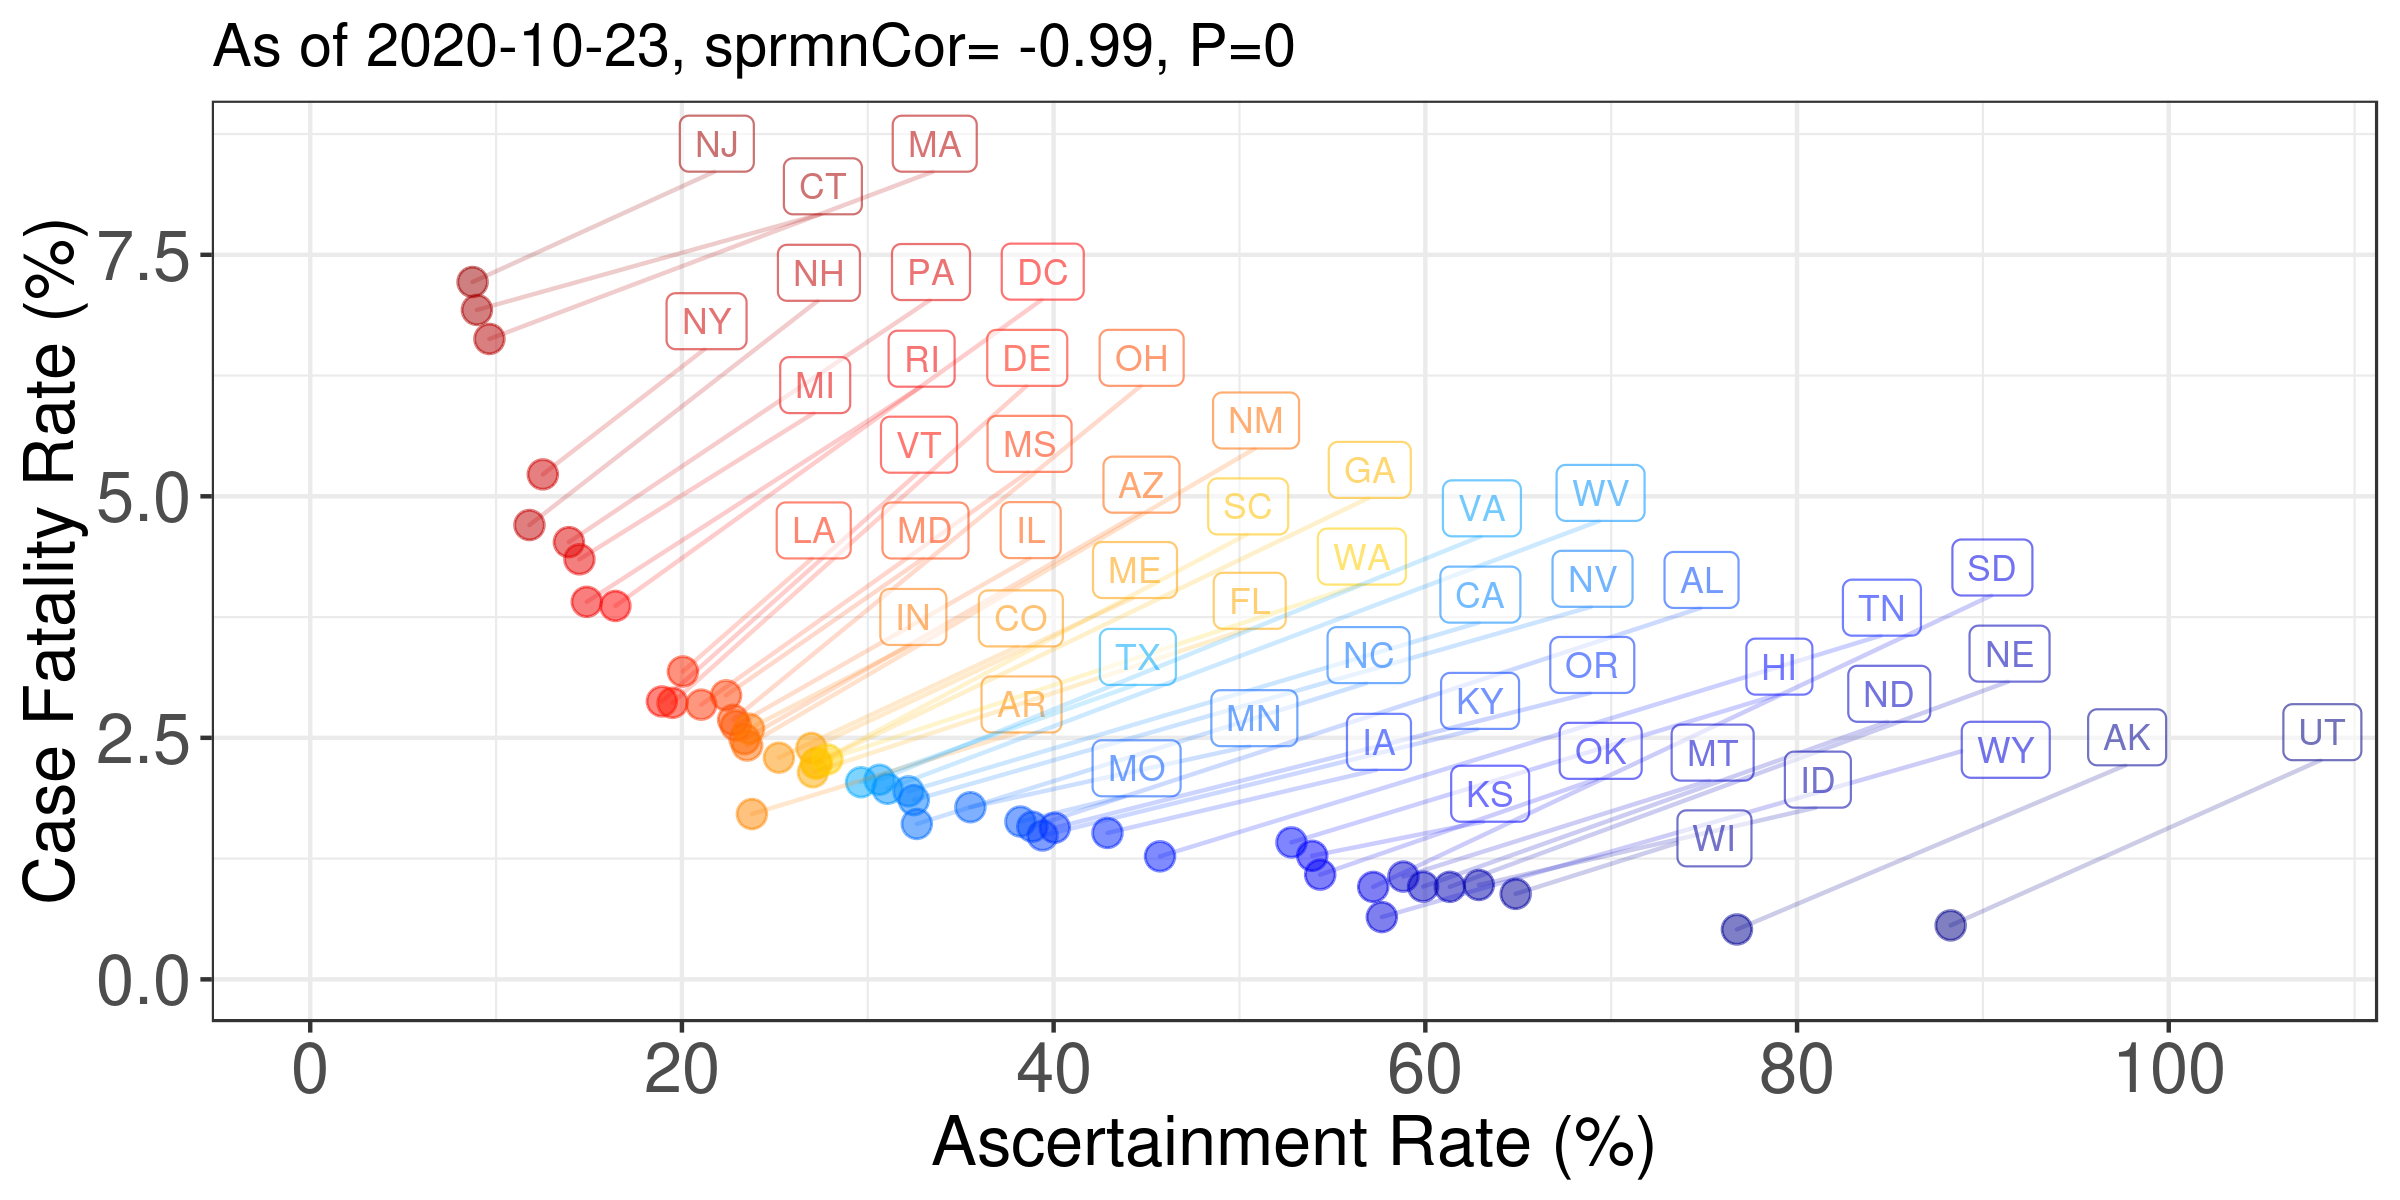 As of 2020-10-23, sprmnCor= -0.99, P=0
Case Fatality Rate (%)
7.5
5.0
2.5
0.0
NJ
MA
CT
NH
PA
DC
NY
RI
DE
OH
MI
NM
VT
MS
GA
AZ
SC
VA
WV
LA
MD
IL
ME
WA
CA
NV
AL
SD
FL
TN
IN
CO
TX
NC
OR
HI
NE
AR
MN
KY
ND
MO
IA
OK
MT
WY
AK
UT
KS
ID
WI
0
20
40
60
80
100
Ascertainment Rate (%)